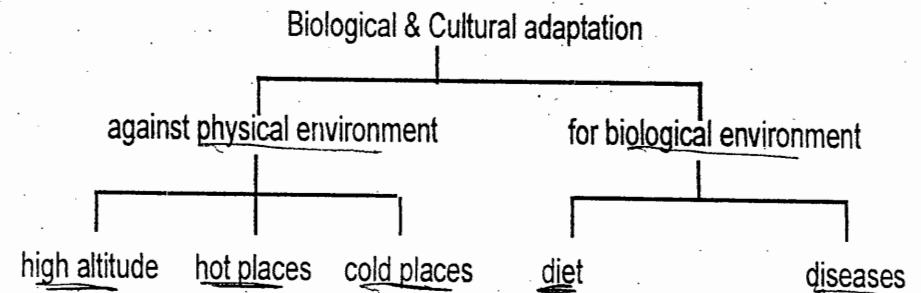 Biological & Cultural adaptation
against physical environment for biological environment
high altitude hot places cold places diet diseases